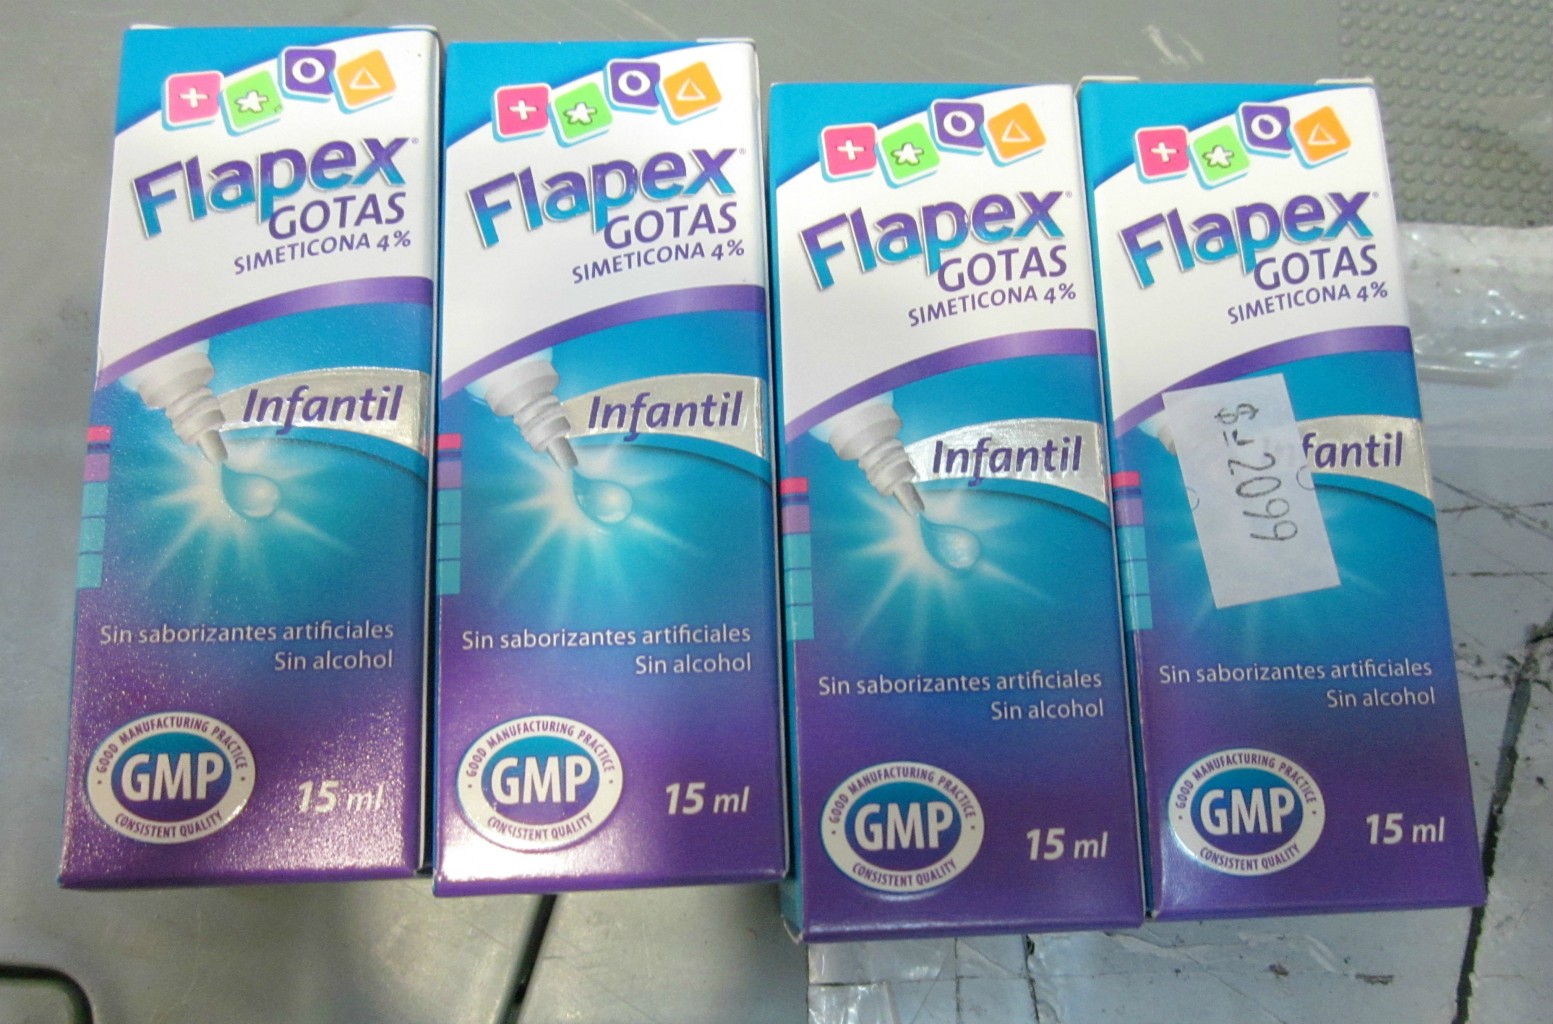 Flapex®
GOTAS
SIMETICONA 4%
Infantil
Sin saborizantes artificiales
Sin alcohol
GOOD MANUFACTURING PRACTICE
GMP
CONSISTENT QUALITY
15 ml
Flapex®
GOTAS
SIMETICONA 4%
Infantil
Sin saborizantes artificiales
Sin alcohol
GOOD MANUFACTURING PRACTICE
GMP
CONSISTENT QUALITY
15 ml
Flapex®
GOTAS
SIMETICONA 4%
Infantil
Sin saborizantes artificiales
Sin alcohol
GOOD MANUFACTURING PRACTICE
GMP
CONSISTENT QUALITY
15 ml
Flapex®
GOTAS
SIMETICONA 4%
fantil
Sin saborizantes artificiales
Sin alcohol
GOOD MANUFACTURING PRACTICE
GMP
CONSISTENT QUALITY
15 ml